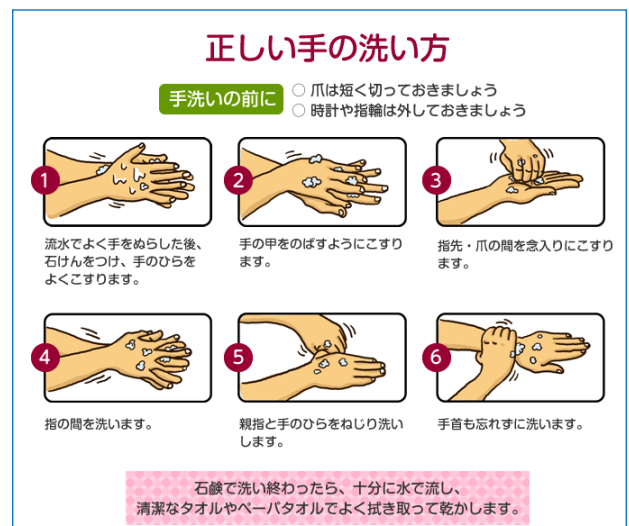 正しい手の洗い方
手洗いの前に
○ 爪は短く切っておきましょう
○ 時計や指輪は外しておきましょう
1
流水でよく手をぬらした後、
石けんをつけ、手のひらを
よくこすります。
2
手の甲をのばすようにこすり
ます。
3
指先・爪の間を念入りにこすり
ます。
4
指の間を洗います。
5
親指と手のひらをねじり洗い
します。
6
手首も忘れずに洗います。
石鹸で洗い終わったら、十分に水で流し、
清潔なタオルやペーパタオルでよく拭き取って乾かします。